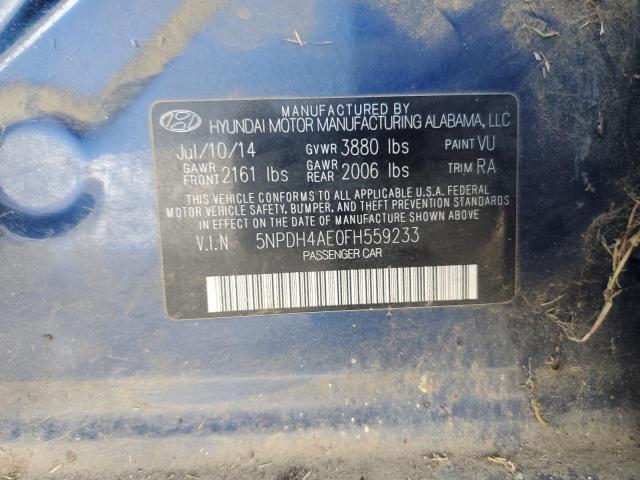 MANUFACTURED BY
HYUNDAI MOTOR MANUFACTURING ALABAMA, LLC
Jul/10/14 GVWR 3880 lbs PAINT VU
GAWR FRONT 2161 lbs GAWR REAR 2006 lbs TRIM RA
THIS VEHICLE CONFORMS TO ALL APPLICABLE U.S.A. FEDERAL
MOTOR VEHICLE SAFETY, BUMPER, AND THEFT PREVENTION STANDARDS
IN EFFECT ON THE DATE OF MANUFACTURE SHOWN ABOVE.
V.I.N 5NPDH4AE0FH559233
PASSENGER CAR